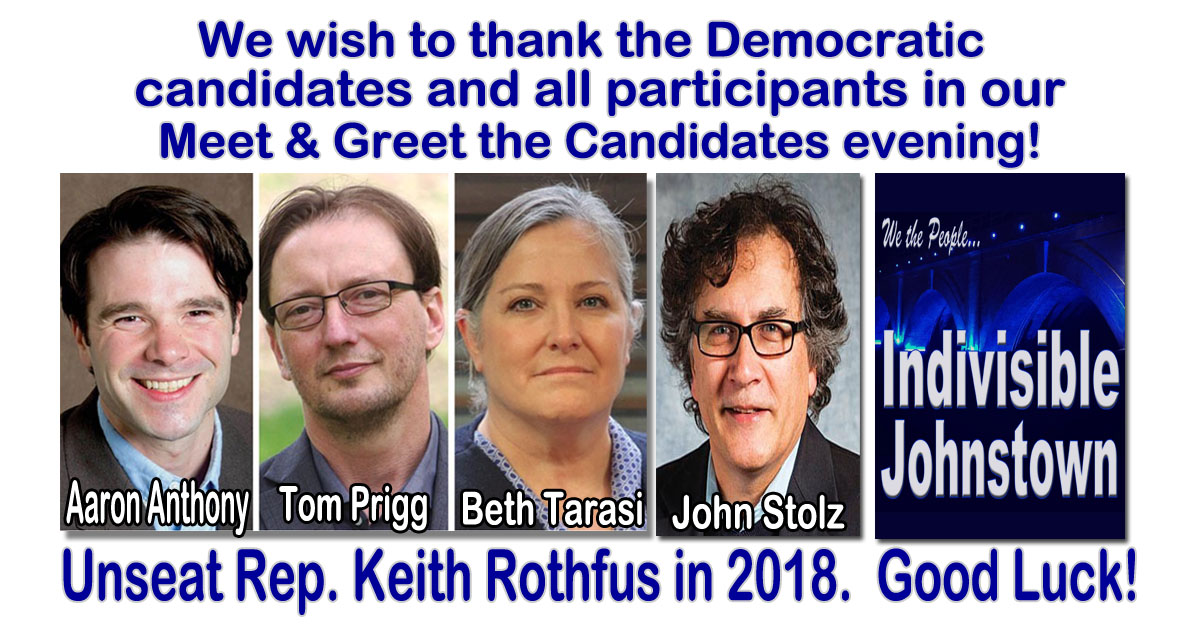 We wish to thank the Democratic
candidates and all participants in our
Meet & Greet the Candidates evening!
Aaron Anthony
Tom Prigg
Beth Tarasi
John Stolz
We the People...
Indivisible
Johnstown
Unseat Rep. Keith Rothfus in 2018. Good Luck!